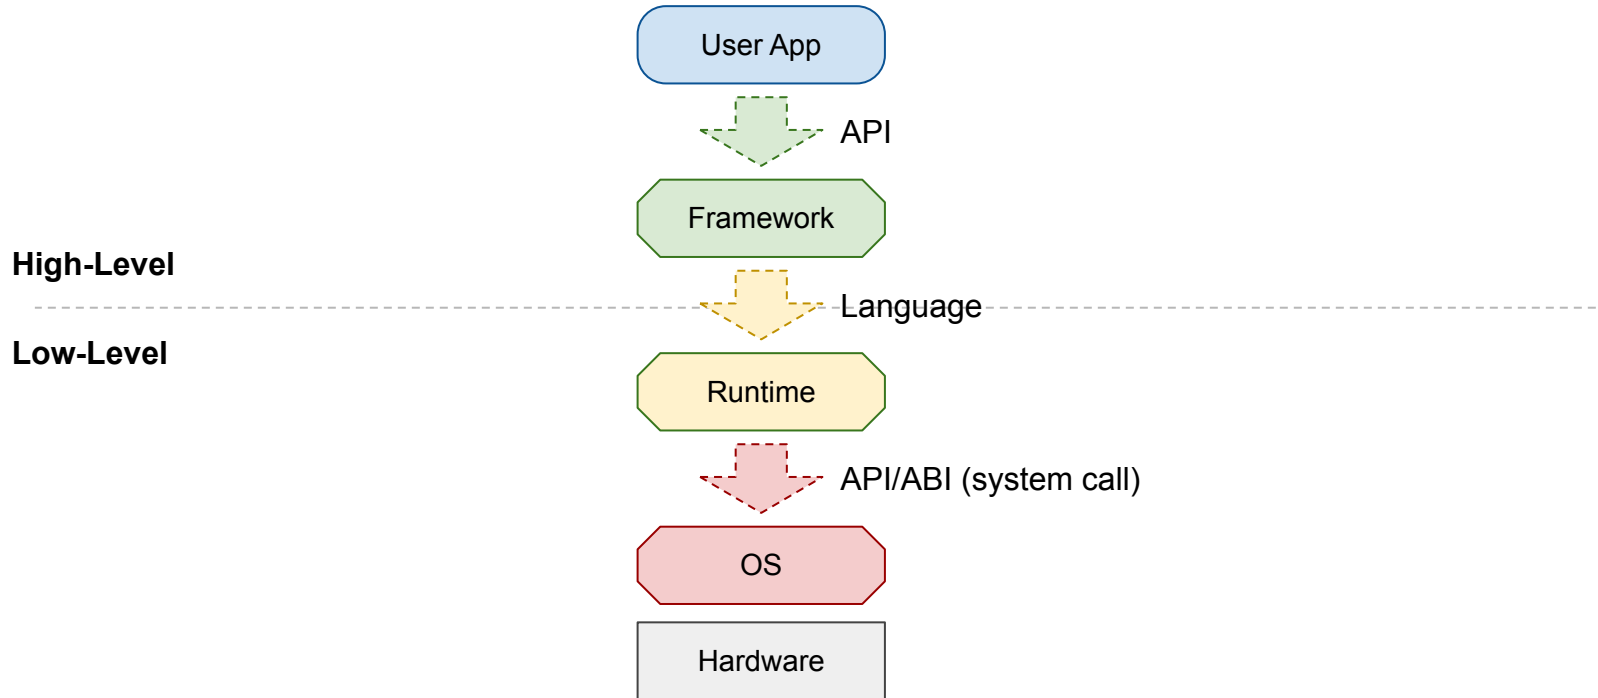 User App
API
Framework
High-Level
Language
Low-Level
Runtime
API/ABI (system call)
OS
Hardware